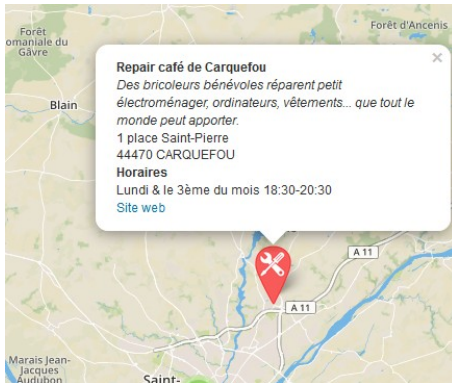 Forêt
omaniale du
Gâvre
Forêt d'Ancenis
Blain
×
Repair café de Carquefou
Des bricoleurs bénévoles réparent petit
électroménager, ordinateurs, vêtements... que tout le
monde peut apporter.
1 place Saint-Pierre
44470 CARQUEFOU
Horaires
Lundi & le 3ème du mois 18:30-20:30
Site web
A 11
A 11
Marais Jean-
Jacques
Audubon
Saint-